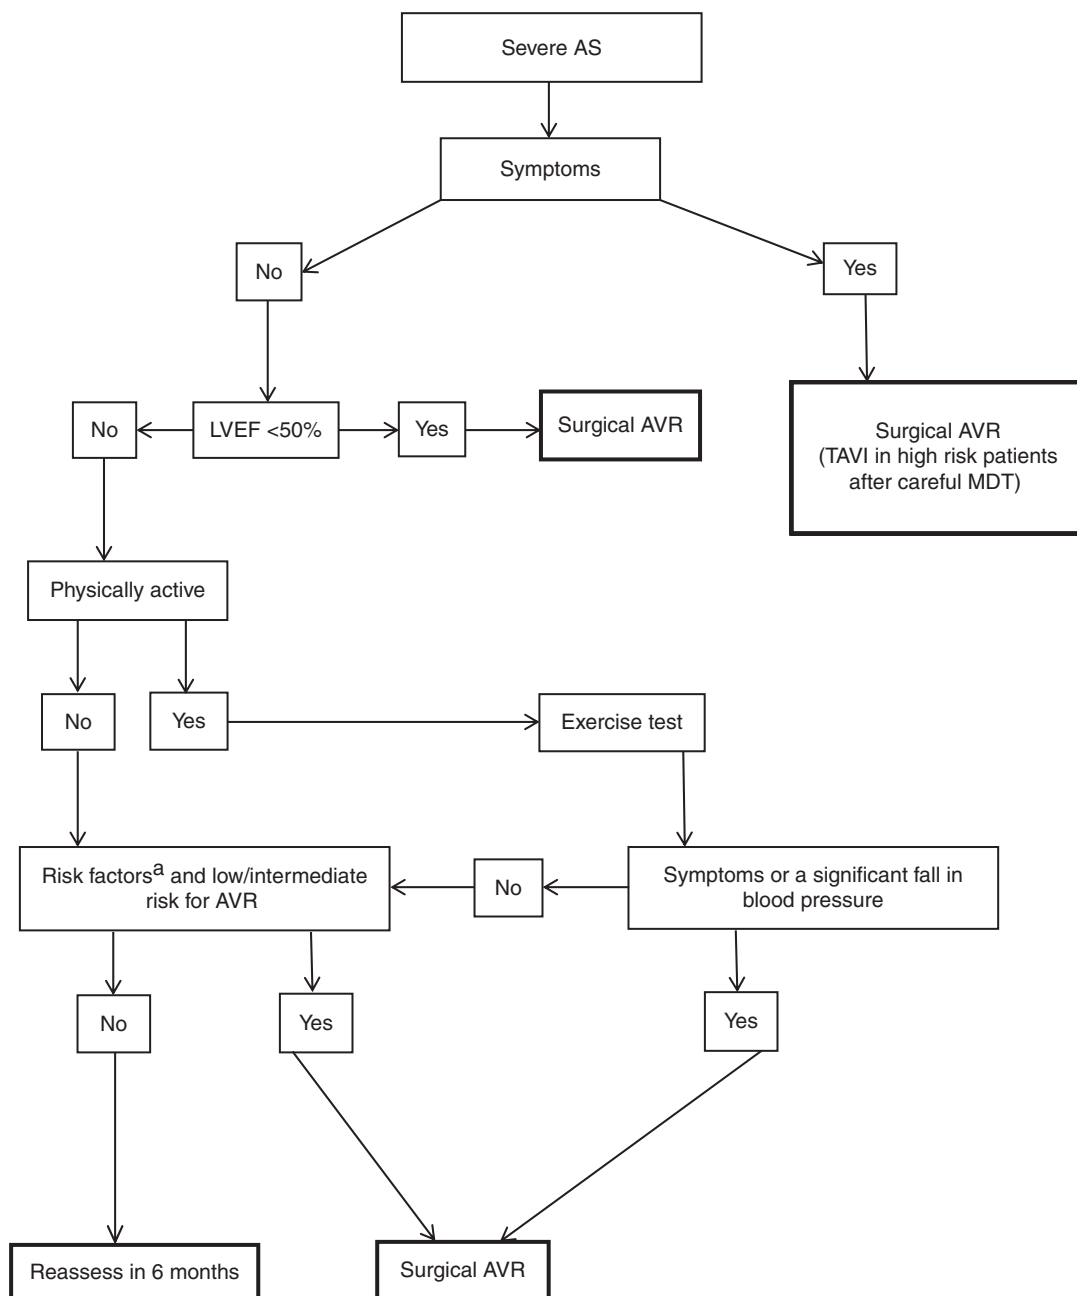 Severe AS
Symptoms
No
Yes
No
LVEF <50%
Yes
Surgical AVR
Surgical AVR
(TAVI in high risk patients
after careful MDT)
Physically active
No
Yes
Exercise test
Risk factorsᵃ and low/intermediate
risk for AVR
No
Symptoms or a significant fall in
blood pressure
No
Yes
Yes
Reassess in 6 months
Surgical AVR